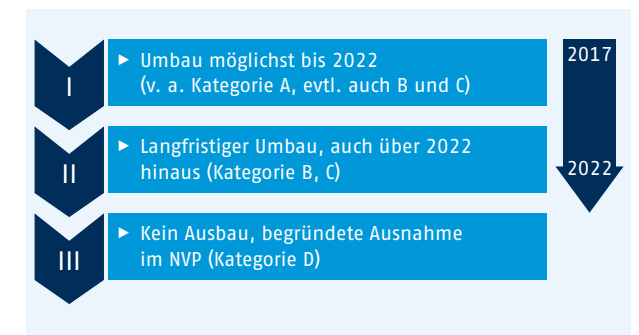 I
► Umbau möglichst bis 2022
(v. a. Kategorie A, evtl. auch B und C)
2017
II
► Langfristiger Umbau, auch über 2022
hinaus (Kategorie B, C)
2022
III
► Kein Ausbau, begründete Ausnahme
im NVP (Kategorie D)